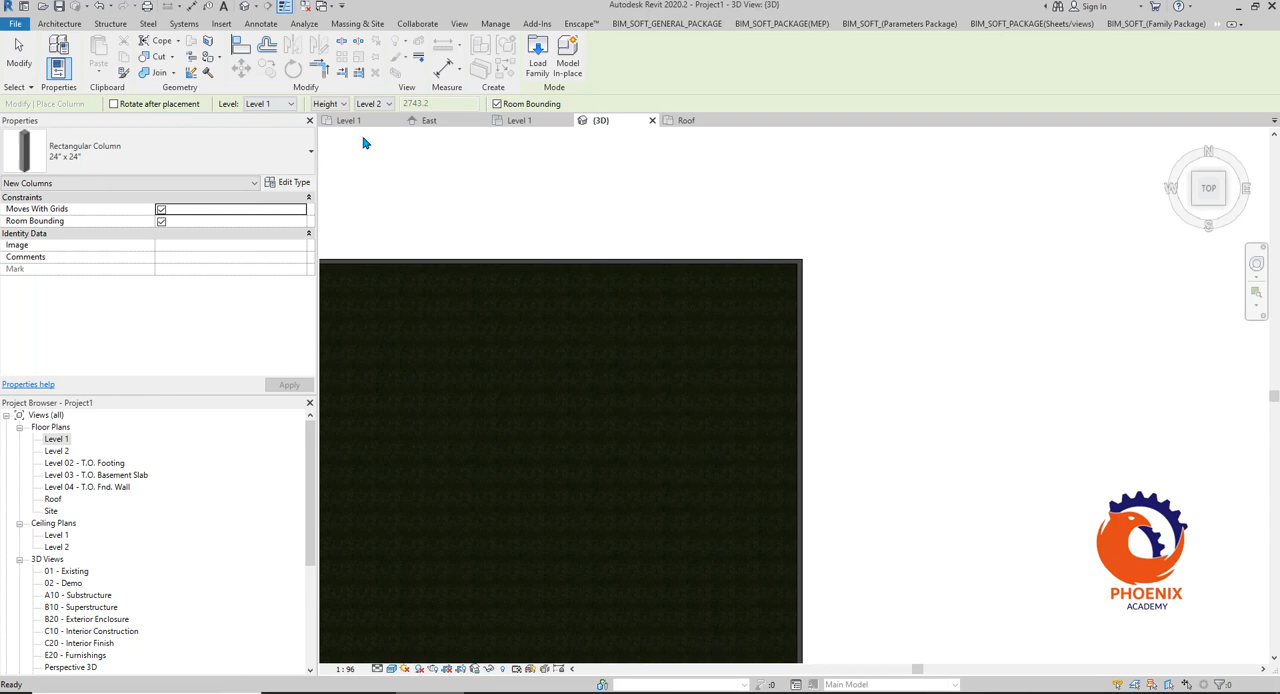 Autodesk Revit 2020.2 - Project1 - 3D View: {3D}
Sign In
File Architecture Structure Steel Systems Insert Annotate Analyze Massing & Site Collaborate View Manage Add-Ins Enscape™ BIM_SOFT_GENERAL_PACKAGE BIM_SOFT_PACKAGE(MEP) BIM_SOFT_(Parameters Package) BIM_SOFT_PACKAGE(Sheets/views) BIM_SOFT_(Family Package)
Modify Paste Cope Cut Join Load Family Model In-place
Select Properties Clipboard Geometry Modify View Measure Create Model
Modify | Place Column Rotate after placement Level: Level 1 Height Level 2 2743.2 Room Bounding
Properties
Level 1 East Level 1 {3D} Roof
Rectangular Column
24" x 24"
New Columns Edit Type
Constraints
Moves With Grids
Room Bounding
Identity Data
Image
Comments
Mark
Properties help Apply
Project Browser - Project1
Views (all)
Floor Plans
Level 1
Level 2
Level 02 - T.O. Footing
Level 03 - T.O. Basement Slab
Level 04 - T.O. Fnd. Wall
Roof
Site
Ceiling Plans
Level 1
Level 2
3D Views
01 - Existing
02 - Demo
A10 - Substructure
B10 - Superstructure
B20 - Exterior Enclosure
C10 - Interior Construction
C20 - Interior Finish
E20 - Furnishings
Perspective 3D
N
W TOP E
S
PHOENIX
ACADEMY
1 : 96
Ready :0 Main Model :0